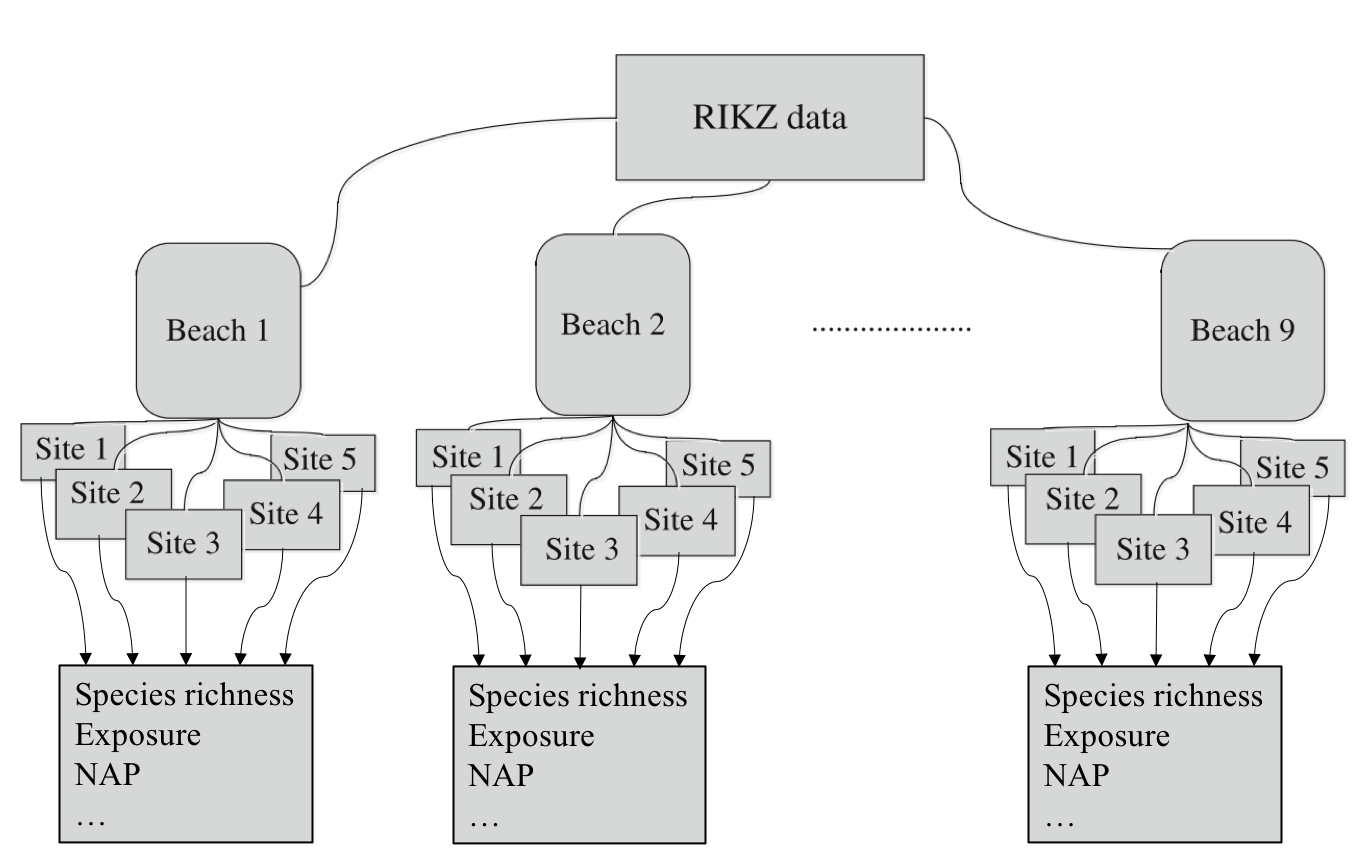 RIKZ data
Beach 1
Beach 2
....................
Beach 9
Site 1
Site 2
Site 3
Site 4
Site 5
Site 1
Site 2
Site 3
Site 4
Site 5
Site 1
Site 2
Site 3
Site 4
Site 5
Species richness
Exposure
NAP
…
Species richness
Exposure
NAP
…
Species richness
Exposure
NAP
…